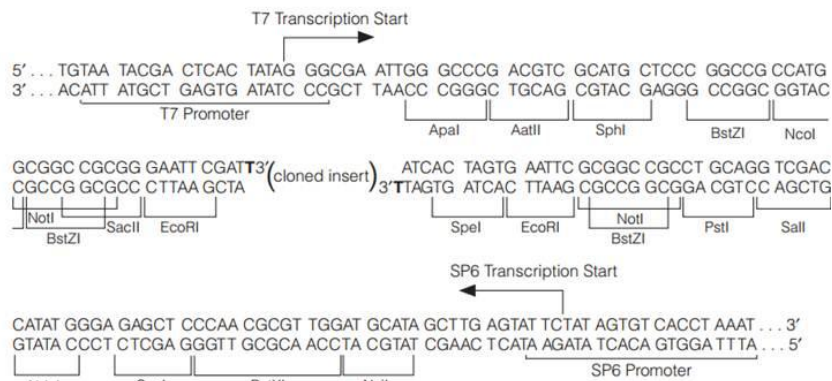 T7 Transcription Start
5′ . . . TGTAA TACGA CTCAC TATAG GGCGA ATTGG GCCCG ACGTC GCATG CTCCC GGCCG CCATG
3′ . . . ACATT ATGCT GAGTG ATATC CCGCT TAACC CGGGC TGCAG CGTAC GAGGG CCGGC GGTAC
T7 Promoter
ApaI AatII SphI BstZI NcoI
GCGGC CGCGG GAATT CGATT3′ (cloned insert) ATCAC TAGTG AATTC GCGGC CGCCT GCAGG TCGAC
CGCCG GCGCC CTTAA GCTA 3′TTAGTG ATCAC TTAAG CGCCG GCGGA CGTCC AGCTG
NotI SacII EcoRI SpeI EcoRI NotI PstI SalI
BstZI BstZI
SP6 Transcription Start
CATAT GGGA GAGCT CCCAA CGCGT TGGAT GCATA GCTTG AGTAT TCTAT AGTGT CACCT AAAT . . . 3′
GTATA CCCT CTCGAG GGTT GCGCA ACCTA CGTAT CGAAC TCATA AGATA TCACA GTGGA TTTA . . . 5′
SP6 Promoter